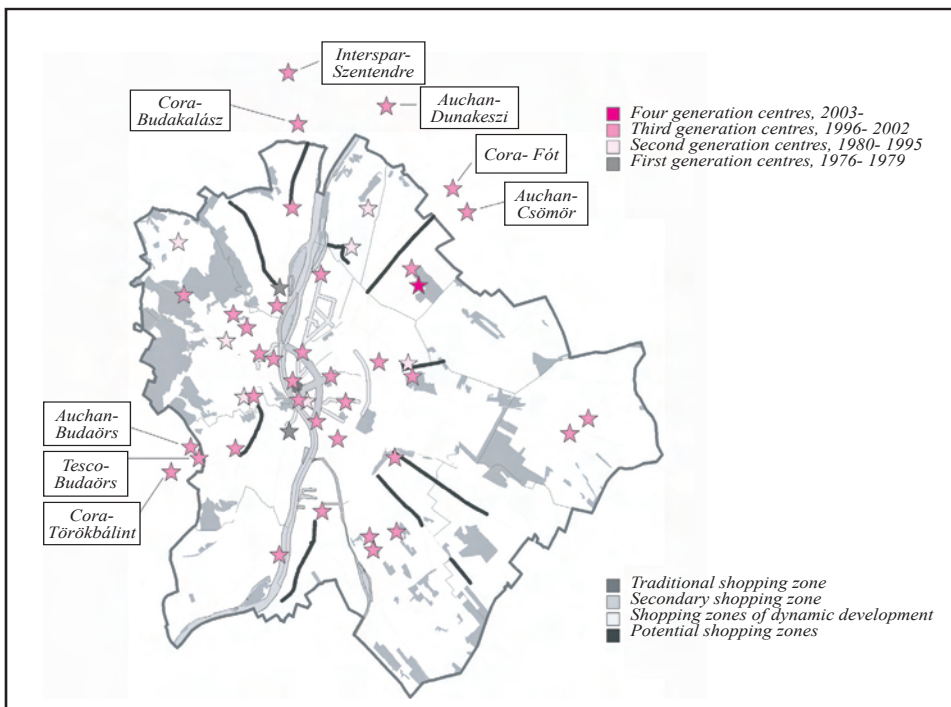 Interspar-
Szentendre
Cora-
Budakalász
Auchan-
Dunakeszi
Cora- Fót
Auchan-
Csömör
Four generation centres, 2003-
Third generation centres, 1996- 2002
Second generation centres, 1980- 1995
First generation centres, 1976- 1979
Auchan-
Budaörs
Tesco-
Budaörs
Cora-
Törökbálint
Traditional shopping zone
Secondary shopping zone
Shopping zones of dynamic development
Potential shopping zones